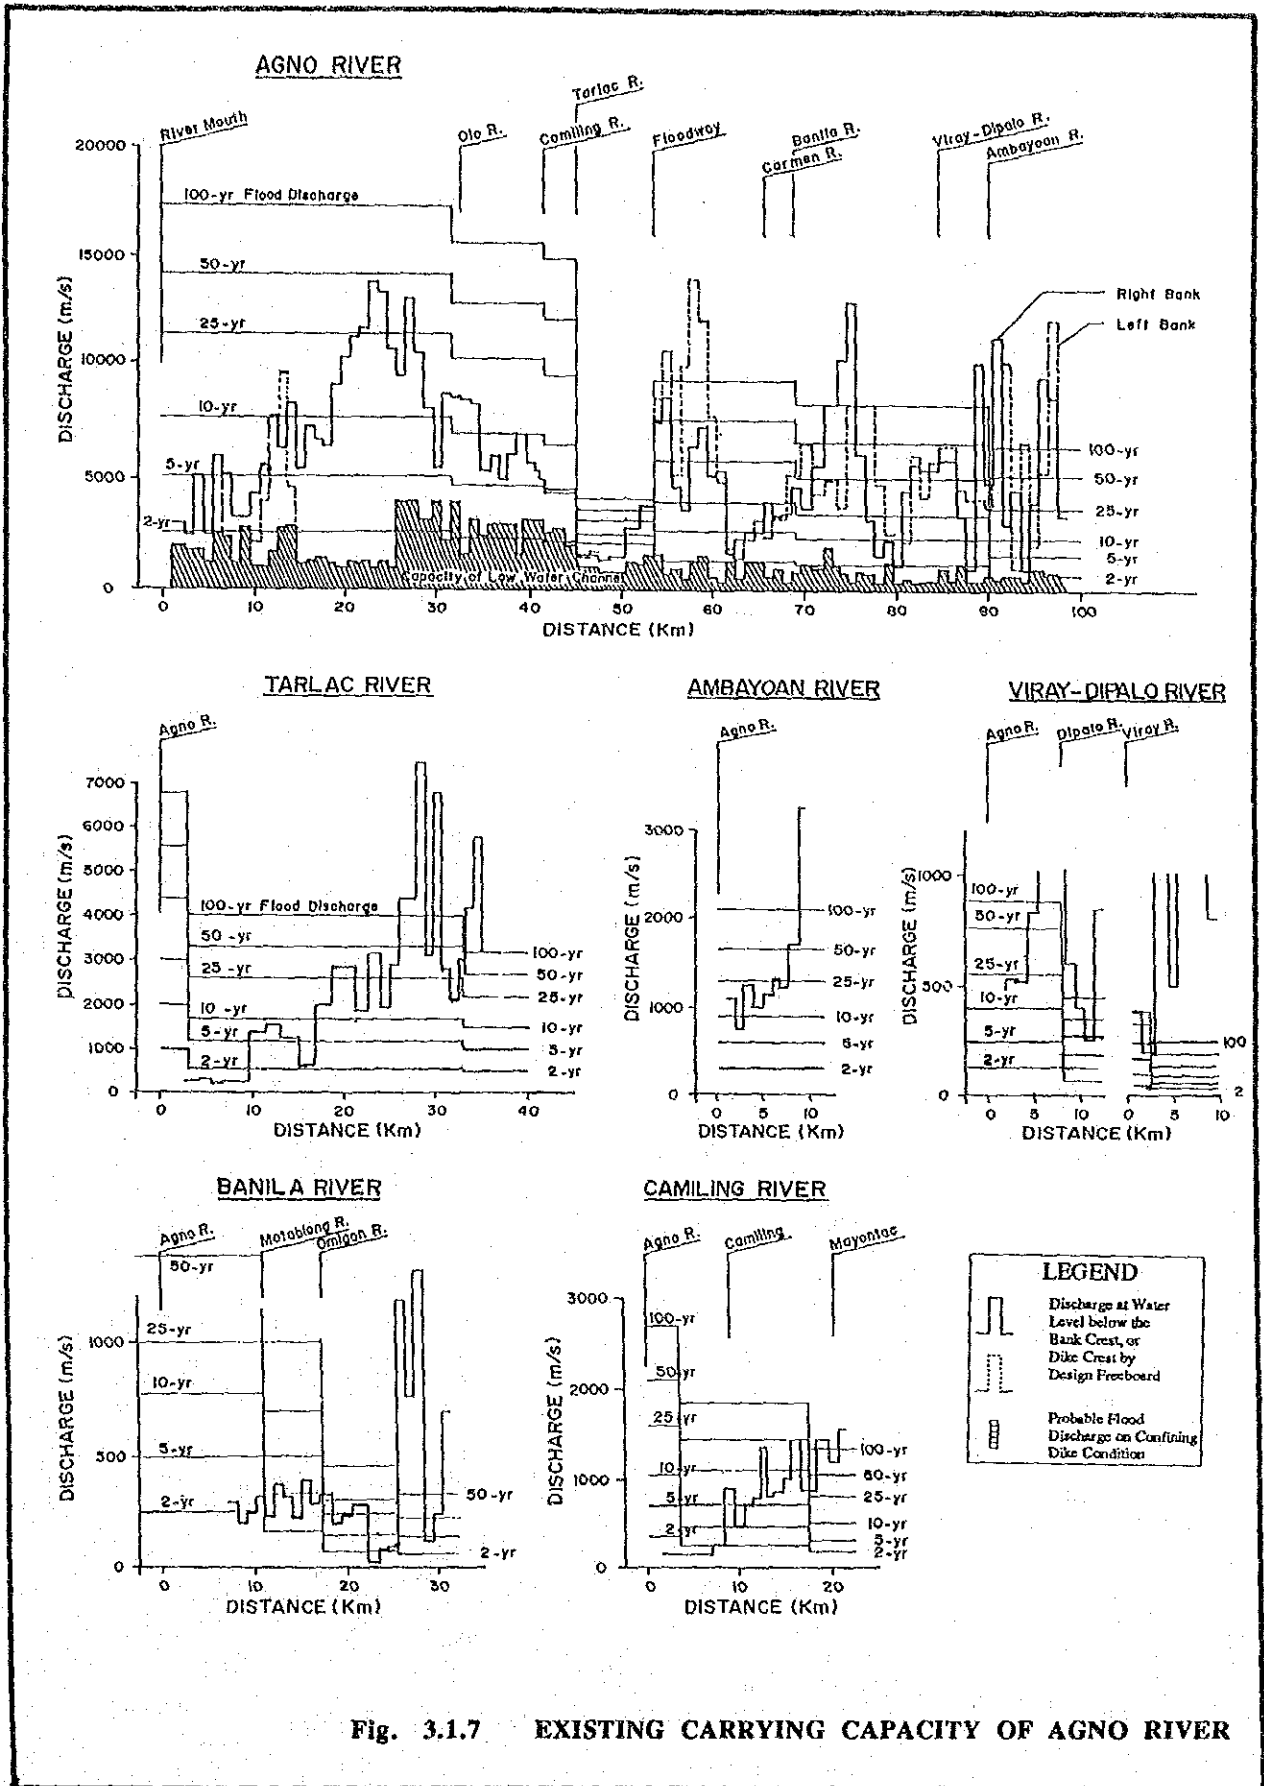 AGNO RIVER
River Mouth
Olo R.
Camiling R.
Tarlac R.
Floodway
Carmen R.
Banila R.
Viray-Dipalo R.
Ambayoan R.
DISCHARGE (m/s)
20000
15000
10000
5000
0
100-yr Flood Discharge
50-yr
25-yr
10-yr
5-yr
2-yr
Right Bank
Left Bank
100-yr
50-yr
25-yr
10-yr
5-yr
2-yr
Capacity of Low Water Channel
0 10 20 30 40 50 60 70 80 90 100
DISTANCE (Km)
TARLAC RIVER
Agno R.
DISCHARGE (m/s)
7000
6000
5000
4000
3000
2000
1000
0
100-yr Flood Discharge
50-yr
25-yr
10-yr
5-yr
2-yr
100-yr
50-yr
25-yr
10-yr
5-yr
2-yr
0 10 20 30 40
DISTANCE (Km)
AMBAYOAN RIVER
Agno R.
DISCHARGE (m/s)
3000
2000
1000
0
100-yr
50-yr
25-yr
10-yr
5-yr
2-yr
0 5 10
DISTANCE (Km)
VIRAY-DIPALO RIVER
Agno R.
Dipalo R.
Viray R.
DISCHARGE (m/s)
1000
500
0
100-yr
50-yr
25-yr
10-yr
5-yr
2-yr
100
2
0 5 10 0 5 10
DISTANCE (Km)
BANILA RIVER
Agno R.
Matablang R.
50-yr
DISCHARGE (m/s)
1000
500
0
25-yr
10-yr
5-yr
2-yr
50-yr
2-yr
0 10 20 30
DISTANCE (Km)
CAMILING RIVER
Agno R.
Camiling
Mayantac
DISCHARGE (m/s)
3000
2000
1000
0
100-yr
50-yr
25-yr
10-yr
5-yr
2-yr
100-yr
50-yr
25-yr
10-yr
5-yr
2-yr
0 10 20
DISTANCE (Km)
LEGEND
Discharge at Water
Level below the
Bank Crest, or
Dike Crest by
Design Freeboard
Probable Flood
Discharge on Confining
Dike Condition
Fig. 3.1.7 EXISTING CARRYING CAPACITY OF AGNO RIVER